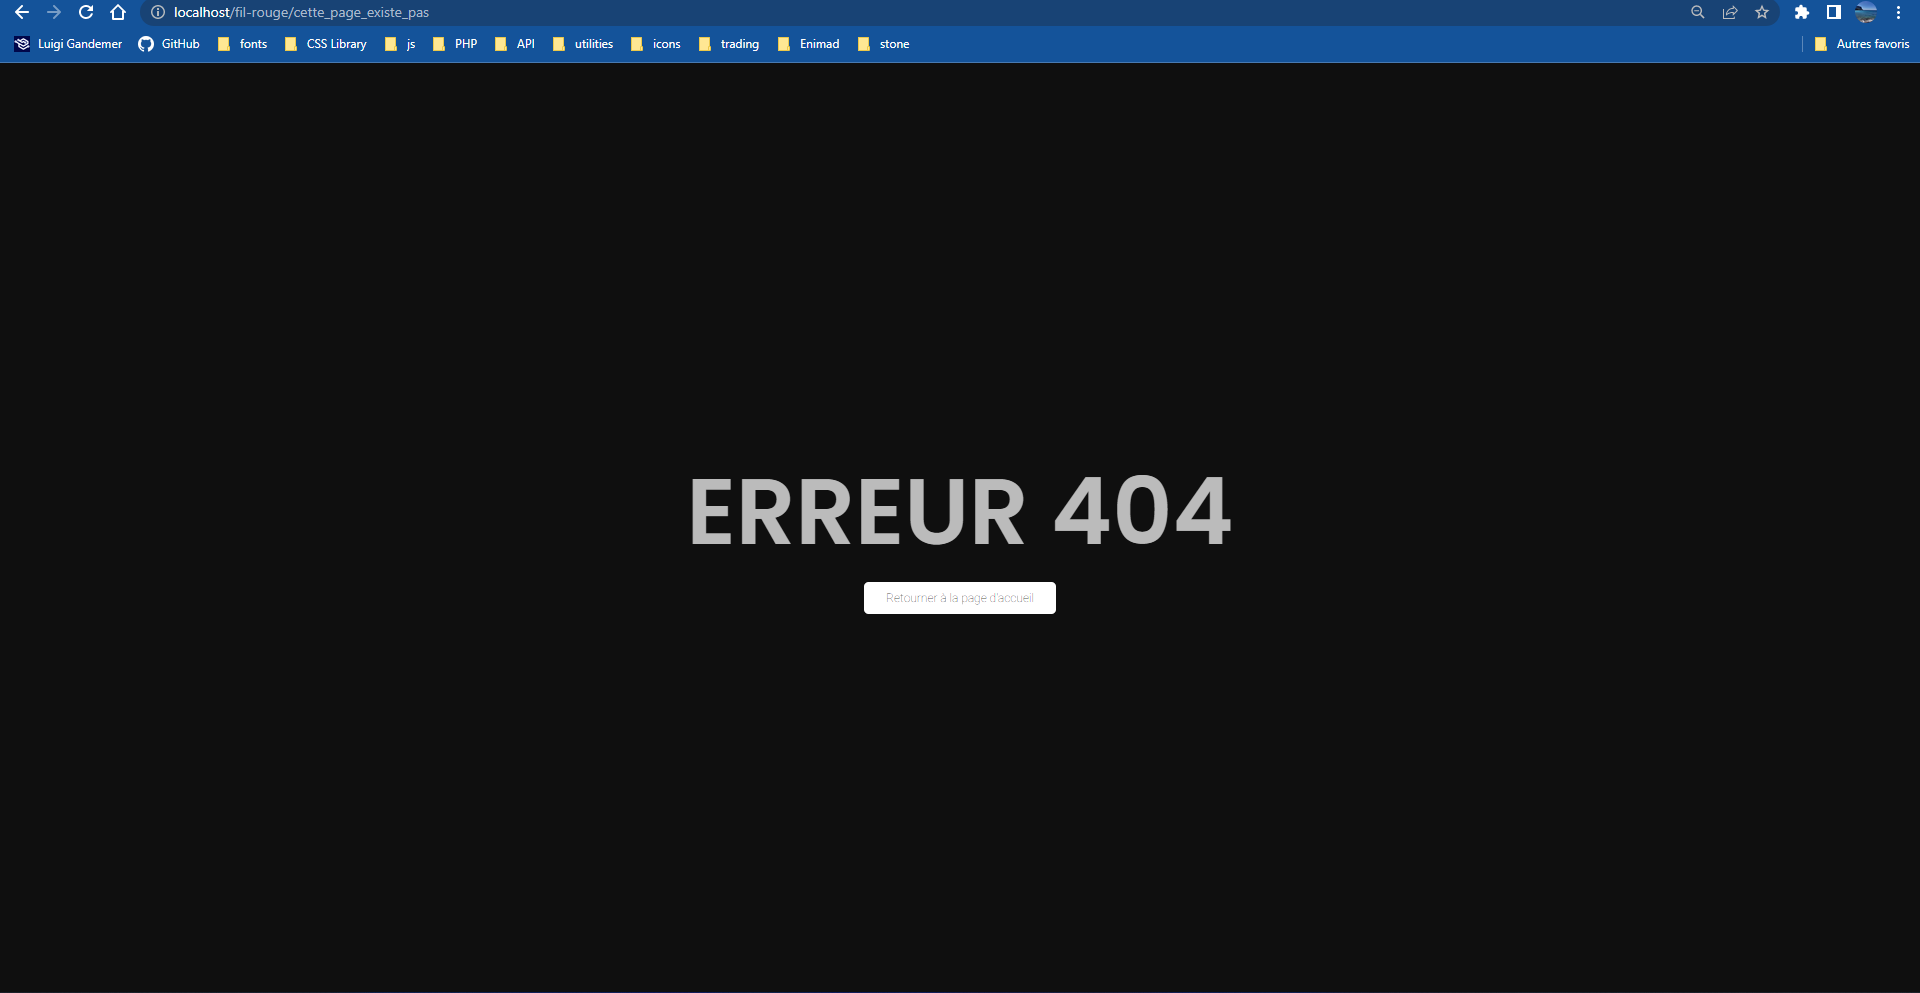 localhost/fil-rouge/cette_page_existe_pas
Luigi Gandemer GitHub fonts CSS Library js PHP API utilities icons trading Enimad stone Autres favoris
ERREUR 404
Retourner à la page d'accueil